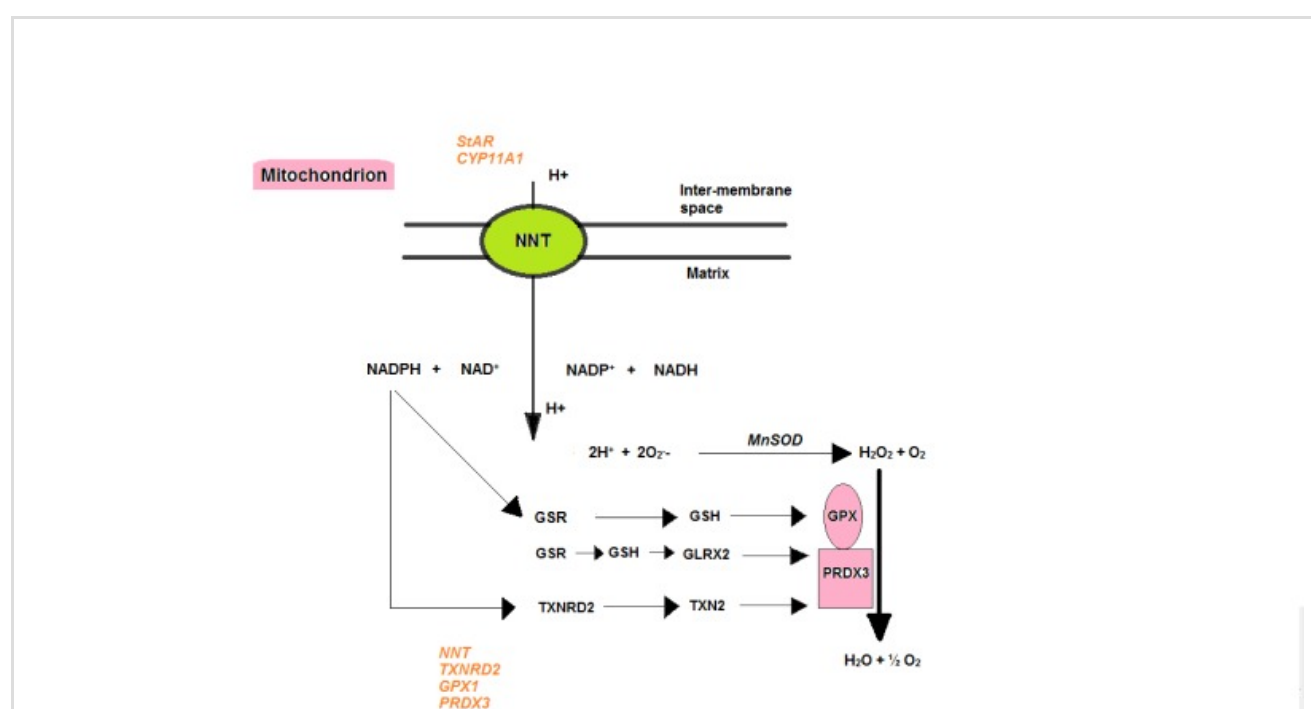 StAR
CYP11A1
Mitochondrion
H+
Inter-membrane
space
NNT
Matrix
NADPH + NAD⁺ NADP⁺ + NADH
H+
2H⁺ + 2O₂·-
MnSOD
H₂O₂ + O₂
GSR GSH GPX
GSR GSH GLRX2
PRDX3
TXNRD2 TXN2
H₂O + ½ O₂
NNT
TXNRD2
GPX1
PRDX3